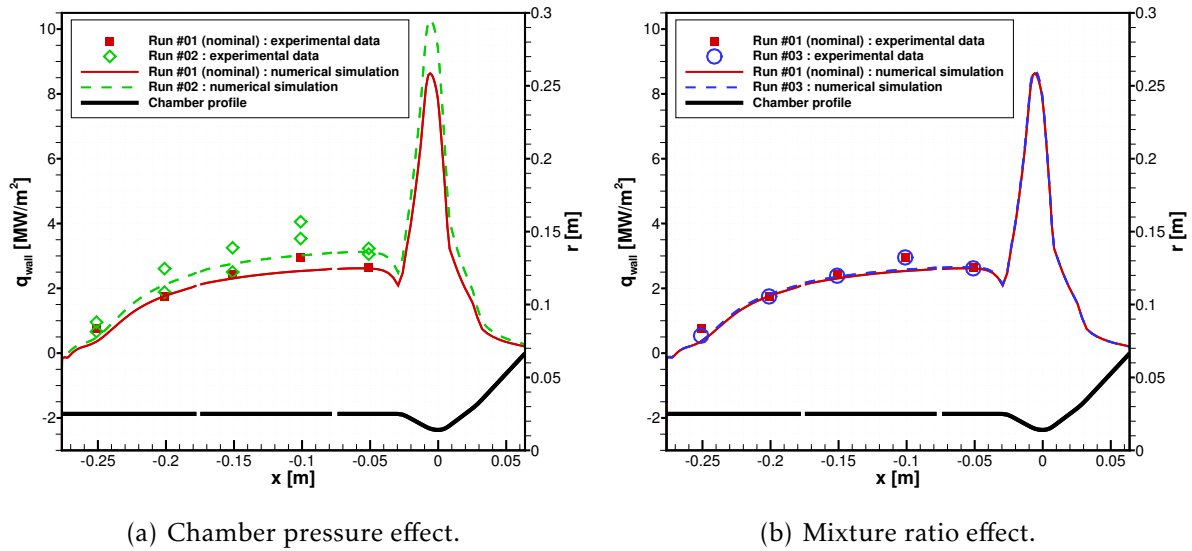 Run #01 (nominal) : experimental data
Run #02 : experimental data
Run #01 (nominal) : numerical simulation
Run #02 : numerical simulation
Chamber profile
q_wall [MW/m²]
10
8
6
4
2
0
-2
r [m]
0.3
0.25
0.2
0.15
0.1
0.05
0
-0.25 -0.2 -0.15 -0.1 -0.05 0 0.05
x [m]
(a) Chamber pressure effect.
Run #01 (nominal) : experimental data
Run #03 : experimental data
Run #01 (nominal) : numerical simulation
Run #03 : numerical simulation
Chamber profile
q_wall [MW/m²]
10
8
6
4
2
0
-2
r [m]
0.3
0.25
0.2
0.15
0.1
0.05
0
-0.25 -0.2 -0.15 -0.1 -0.05 0 0.05
x [m]
(b) Mixture ratio effect.